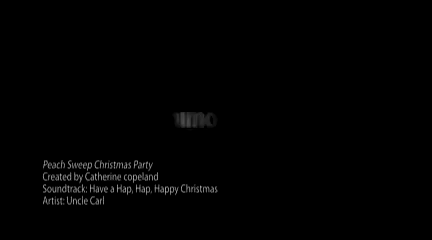 Peach Sweep Christmas Party
Created by Catherine copeland
Soundtrack: Have a Hap, Hap, Happy Christmas
Artist: Uncle Carl